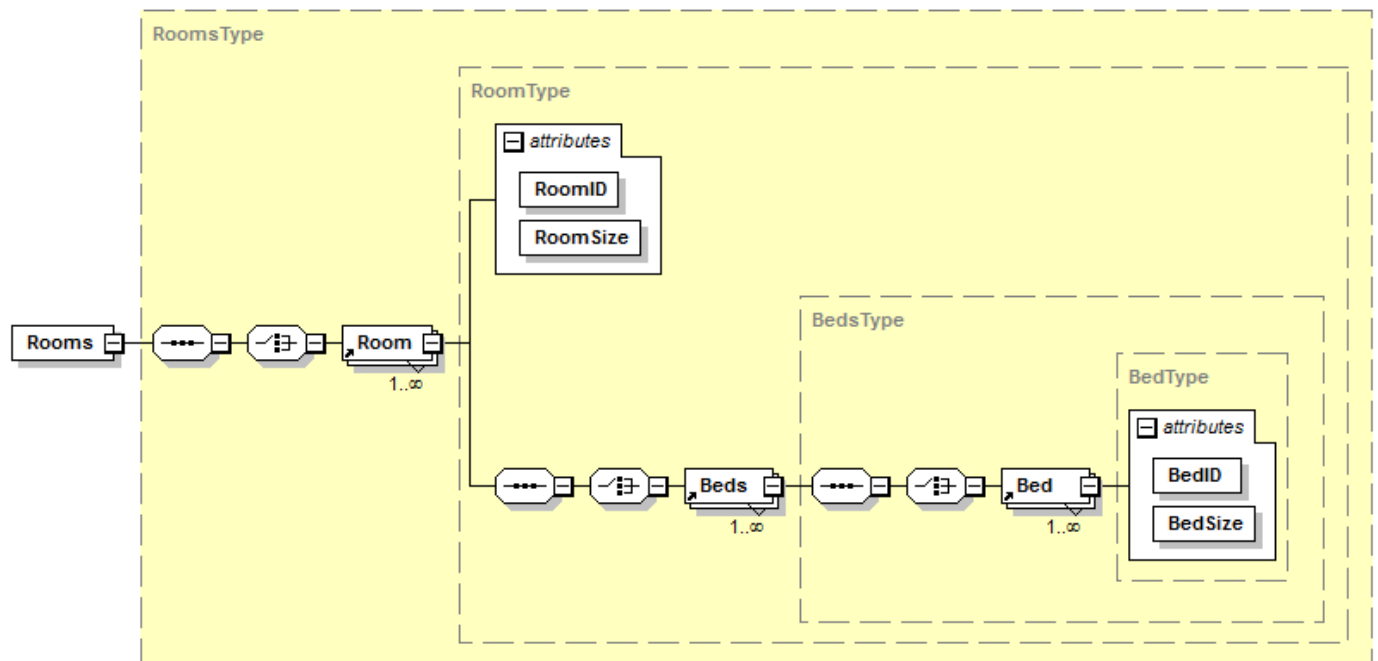 RoomsType
RoomType
attributes
RoomID
RoomSize
Rooms
Room
1..∞
BedsType
BedType
attributes
BedID
BedSize
Beds
1..∞
Bed
1..∞